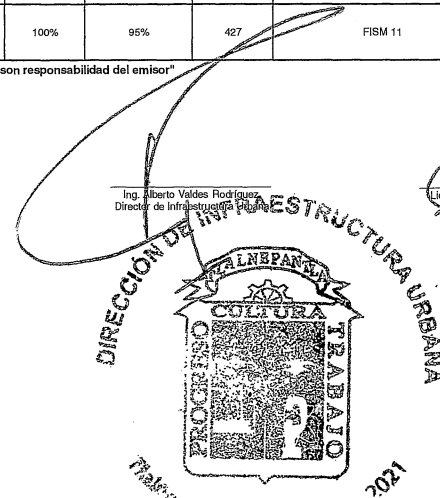 100% 95% 427 FISM 11
son responsabilidad del emisor"
Ing. Alberto Valdes Rodríguez
Director de Infraestructura Urbana
DIRECCIÓN DE INFRAESTRUCTURA URBANA
TLALNEPANTLA
CULTURA
PROGRESO
TRABAJO
2021